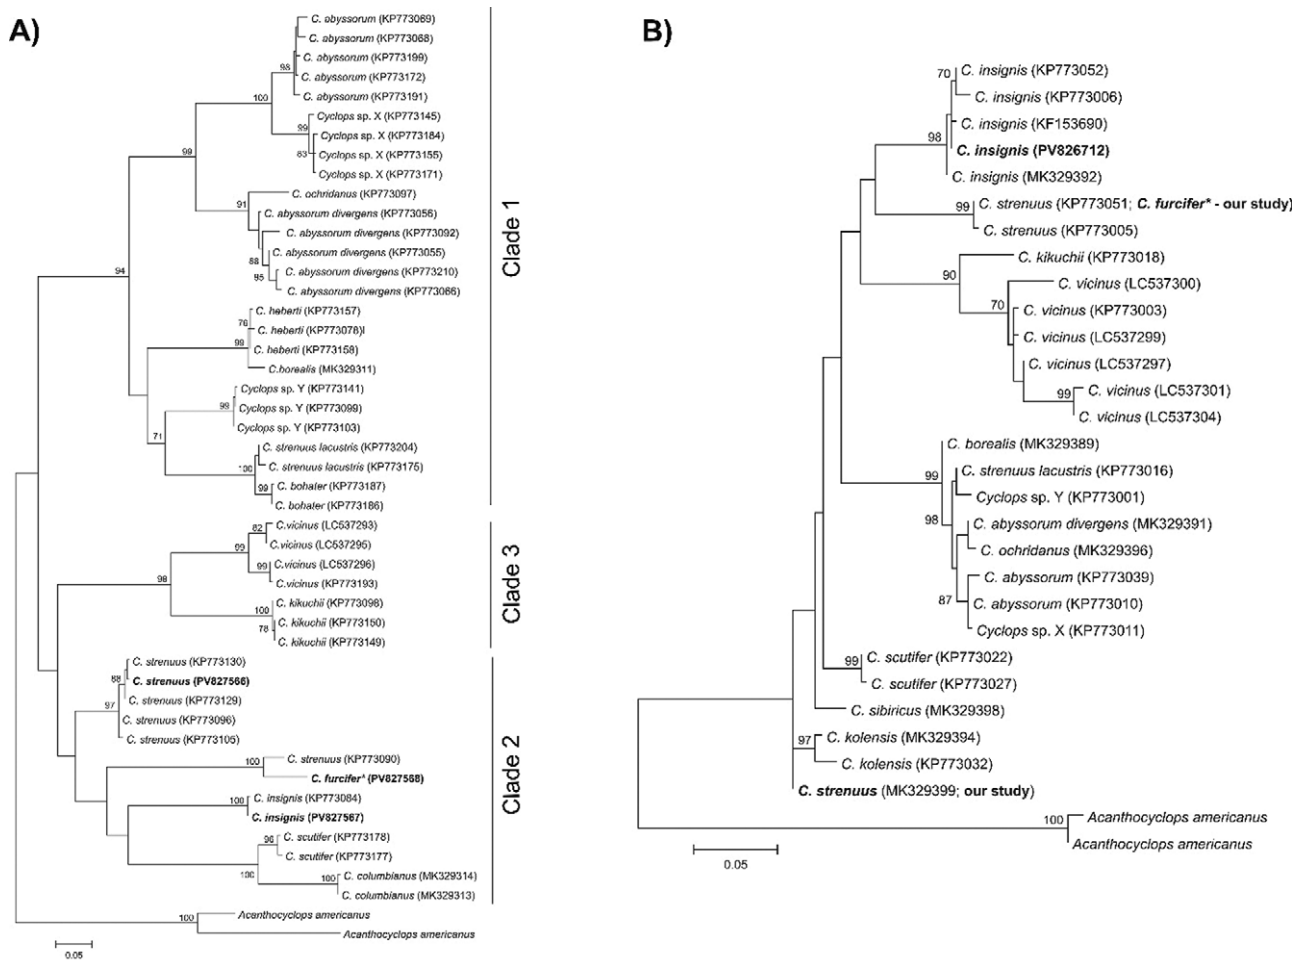 A)
C. abyssorum (KP773069)
C. abyssorum (KP773068)
C. abyssorum (KP773199)
98
C. abyssorum (KP773172)
C. abyssorum (KP773191)
100
Cyclops sp. X (KP773145)
99
Cyclops sp. X (KP773184)
83
Cyclops sp. X (KP773155)
Cyclops sp. X (KP773171)
99
C. ochridanus (KP773097)
91
C. abyssorum divergens (KP773056)
C. abyssorum divergens (KP773092)
C. abyssorum divergens (KP773055)
88
C. abyssorum divergens (KP773210)
95
C. abyssorum divergens (KP773066)
94
C. heberti (KP773157)
76
C. heberti (KP773078)l
99
C. heberti (KP773158)
C.borealis (MK329311)
Cyclops sp. Y (KP773141)
99
Cyclops sp. Y (KP773099)
Cyclops sp. Y (KP773103)
71
C. strenuus lacustris (KP773204)
100
C. strenuus lacustris (KP773175)
99
C. bohater (KP773187)
C. bohater (KP773186)
Clade 1
C.vicinus (LC537293)
82
C.vicinus (LC537295)
99
C.vicinus (LC537296)
99
C.vicinus (KP773193)
98
C. kikuchii (KP773098)
100
C. kikuchii (KP773150)
78
C. kikuchii (KP773149)
Clade 3
C. strenuus (KP773130)
88
C. strenuus (PV827566)
97
C. strenuus (KP773129)
C. strenuus (KP773096)
C. strenuus (KP773105)
C. strenuus (KP773090)
100
C. furcifer* (PV827568)
C. insignis (KP773084)
100
C. insignis (PV827567)
C. scutifer (KP773178)
96
C. scutifer (KP773177)
100
C. columbianus (MK329314)
100
C. columbianus (MK329313)
Clade 2
Acanthocyclops americanus
100
Acanthocyclops americanus
0.05
B)
C. insignis (KP773052)
70
C. insignis (KP773006)
C. insignis (KF153690)
98
C. insignis (PV826712)
C. insignis (MK329392)
C. strenuus (KP773051; C. furcifer* - our study)
99
C. strenuus (KP773005)
C. kikuchii (KP773018)
90
C. vicinus (LC537300)
70
C. vicinus (KP773003)
C. vicinus (LC537299)
C. vicinus (LC537297)
99
C. vicinus (LC537301)
C. vicinus (LC537304)
C. borealis (MK329389)
99
C. strenuus lacustris (KP773016)
Cyclops sp. Y (KP773001)
98
C. abyssorum divergens (MK329391)
C. ochridanus (MK329396)
C. abyssorum (KP773039)
87
C. abyssorum (KP773010)
Cyclops sp. X (KP773011)
99
C. scutifer (KP773022)
C. scutifer (KP773027)
C. sibiricus (MK329398)
97
C. kolensis (MK329394)
C. kolensis (KP773032)
C. strenuus (MK329399; our study)
100
Acanthocyclops americanus
Acanthocyclops americanus
0.05